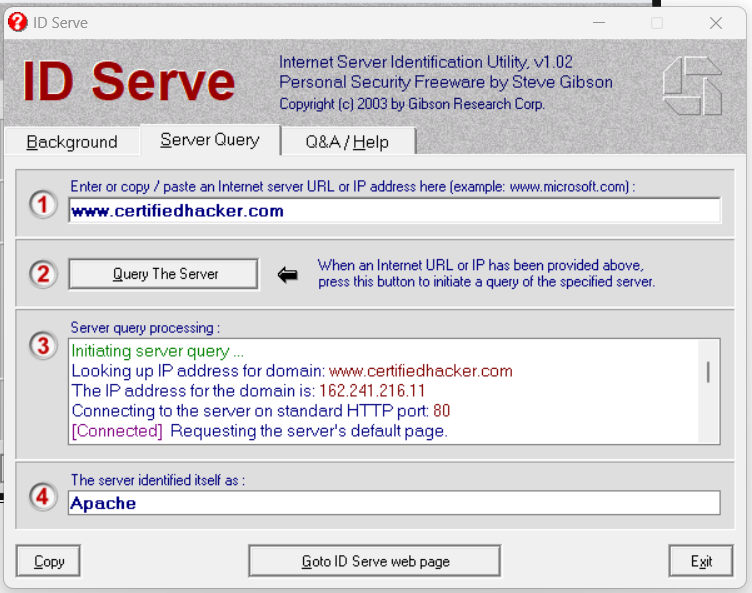 ID Serve
ID Serve
Internet Server Identification Utility, v1.02
Personal Security Freeware by Steve Gibson
Copyright (c) 2003 by Gibson Research Corp.
Background
Server Query
Q&A / Help
1
Enter or copy / paste an Internet server URL or IP address here (example: www.microsoft.com) :
www.certifiedhacker.com
2
Query The Server
When an Internet URL or IP has been provided above,
press this button to initiate a query of the specified server.
3
Server query processing :
Initiating server query ...
Looking up IP address for domain: www.certifiedhacker.com
The IP address for the domain is: 162.241.216.11
Connecting to the server on standard HTTP port: 80
[Connected] Requesting the server's default page.
4
The server identified itself as :
Apache
Copy
Goto ID Serve web page
Exit